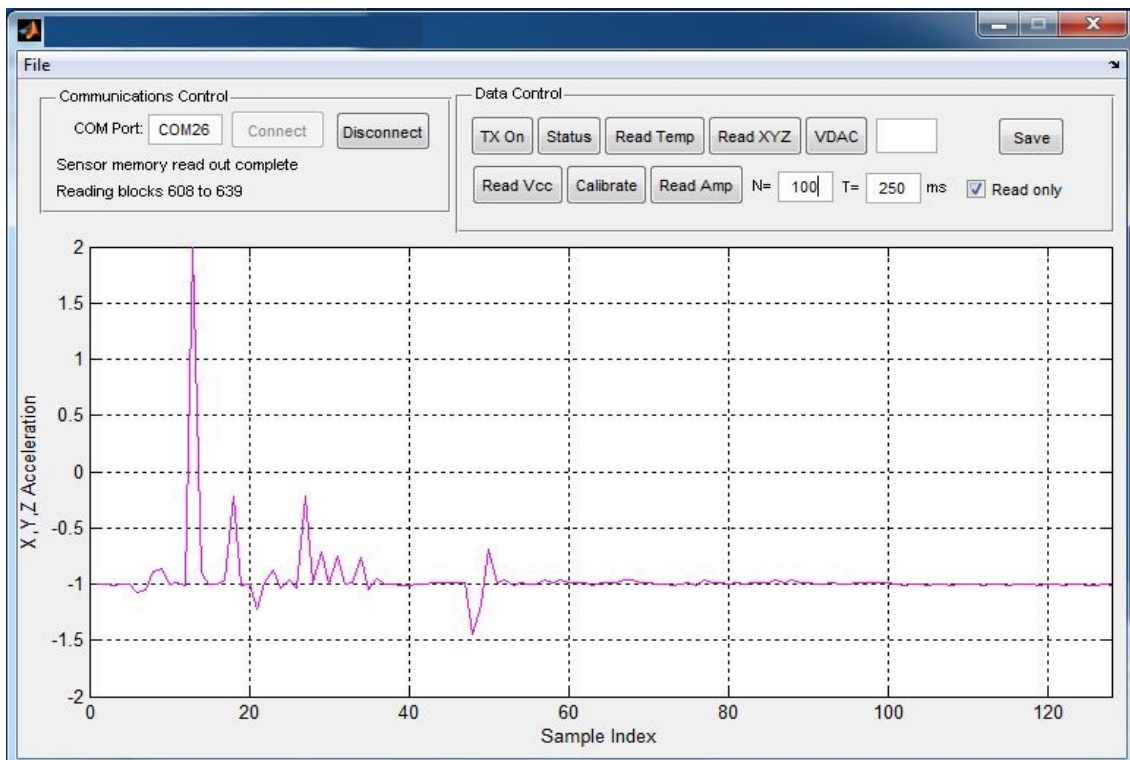 File
Communications Control
COM Port: COM26 Connect Disconnect
Sensor memory read out complete
Reading blocks 608 to 639
Data Control
TX On Status Read Temp Read XYZ VDAC Save
Read Vcc Calibrate Read Amp N= 100 T= 250 ms Read only
X,Y,Z Acceleration
2
1.5
1
0.5
0
-0.5
-1
-1.5
-2
0 20 40 60 80 100 120
Sample Index